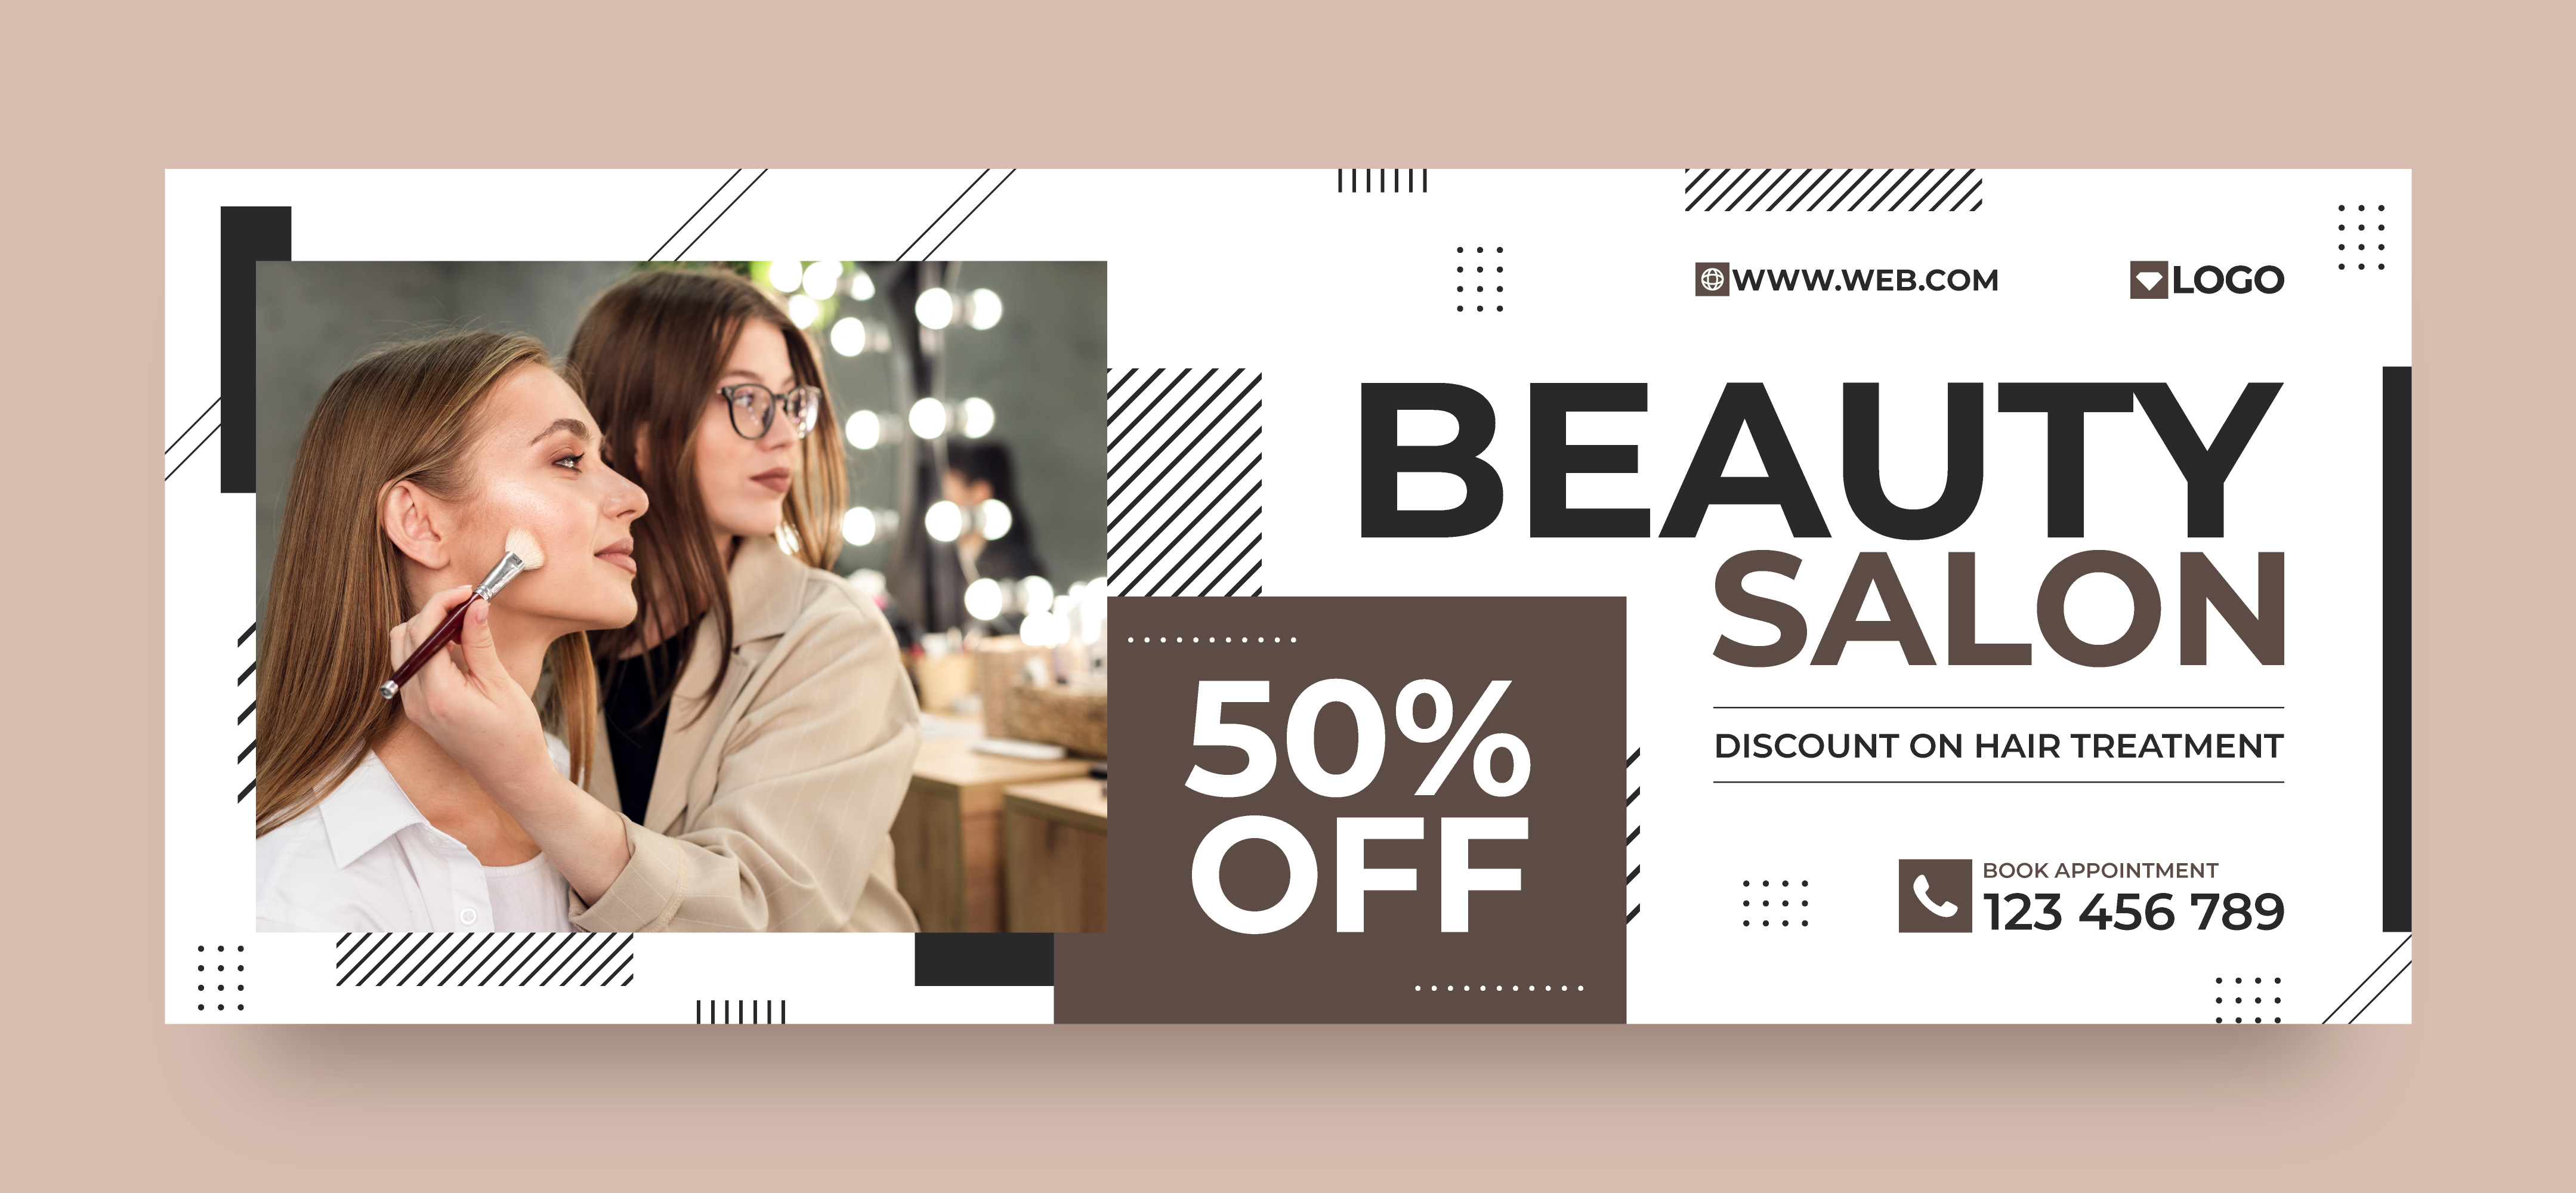 WWW.WEB.COM
LOGO
BEAUTY
SALON
50%
OFF
DISCOUNT ON HAIR TREATMENT
BOOK APPOINTMENT
123 456 789